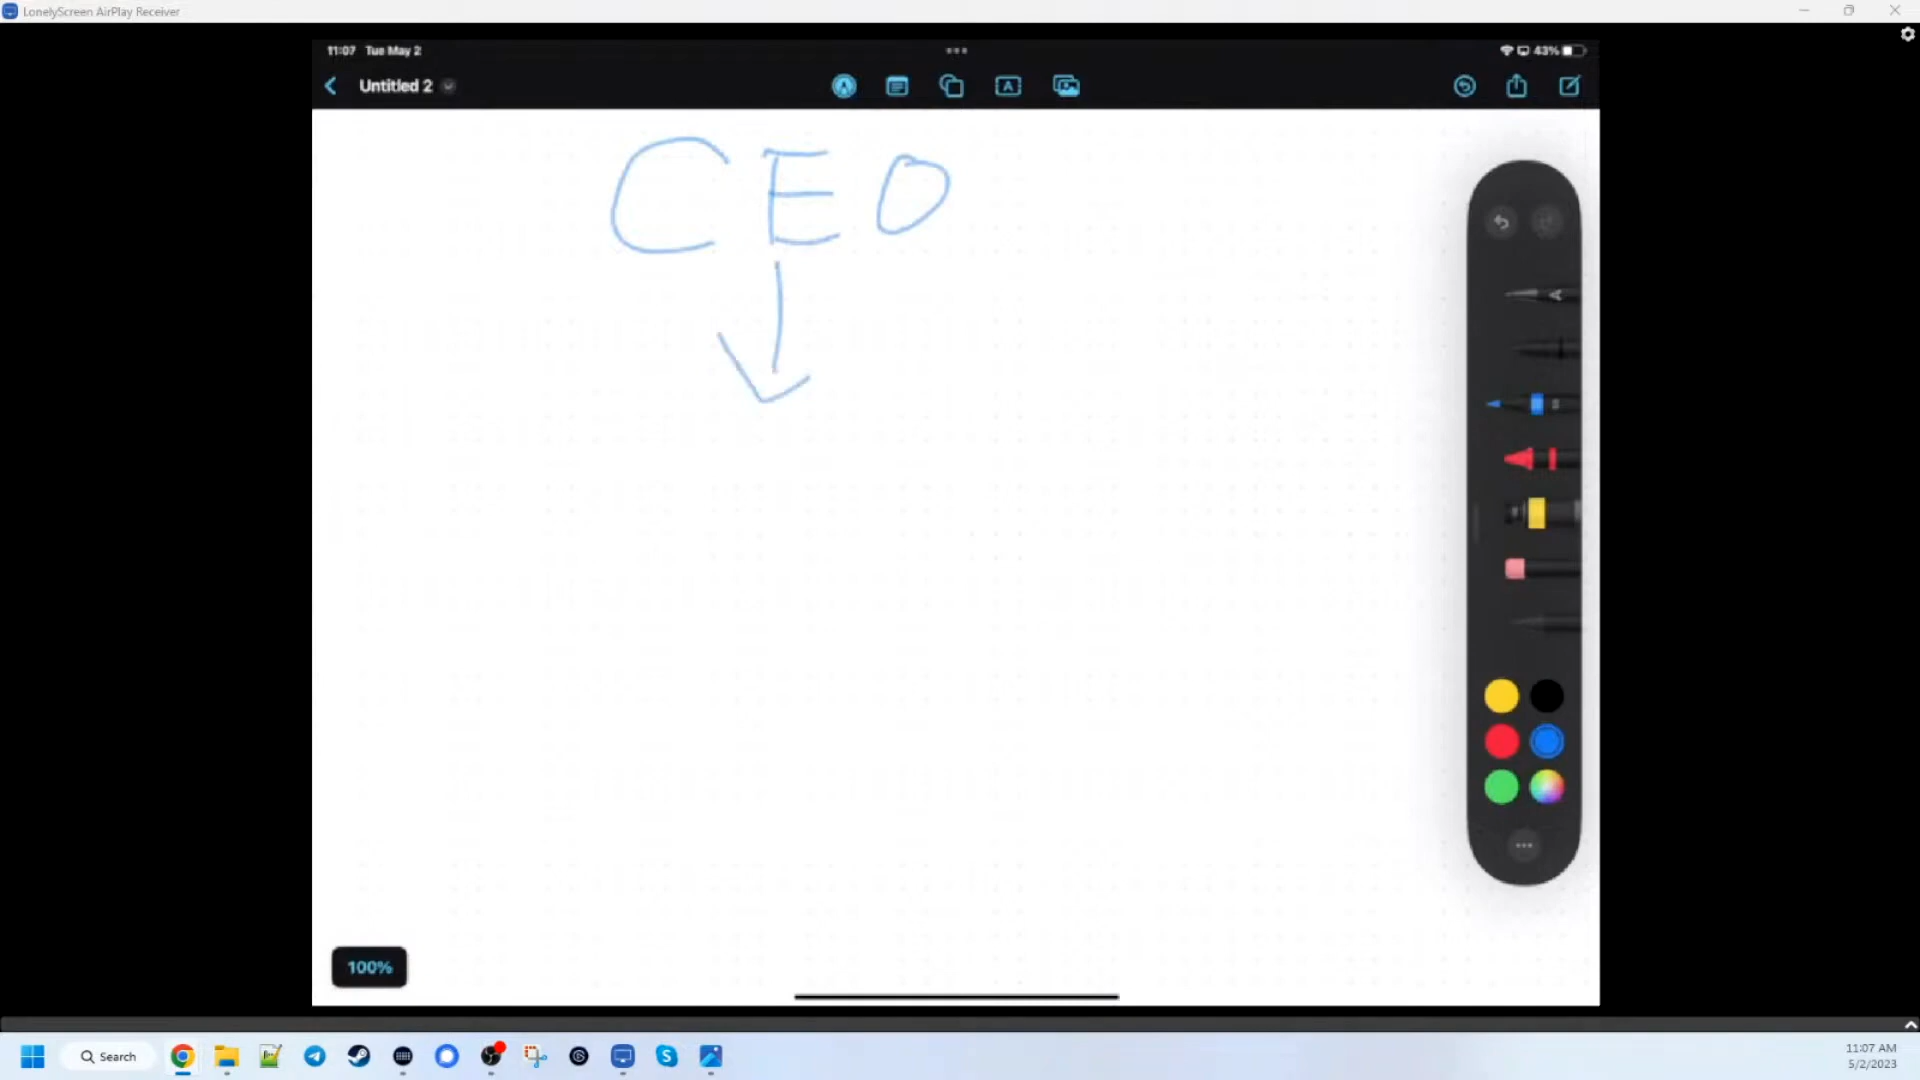 LonelyScreen AirPlay Receiver
11:07 Tue May 2
43%
Untitled 2
A
CEO
A
100%
Search
11:07 AM
5/2/2023